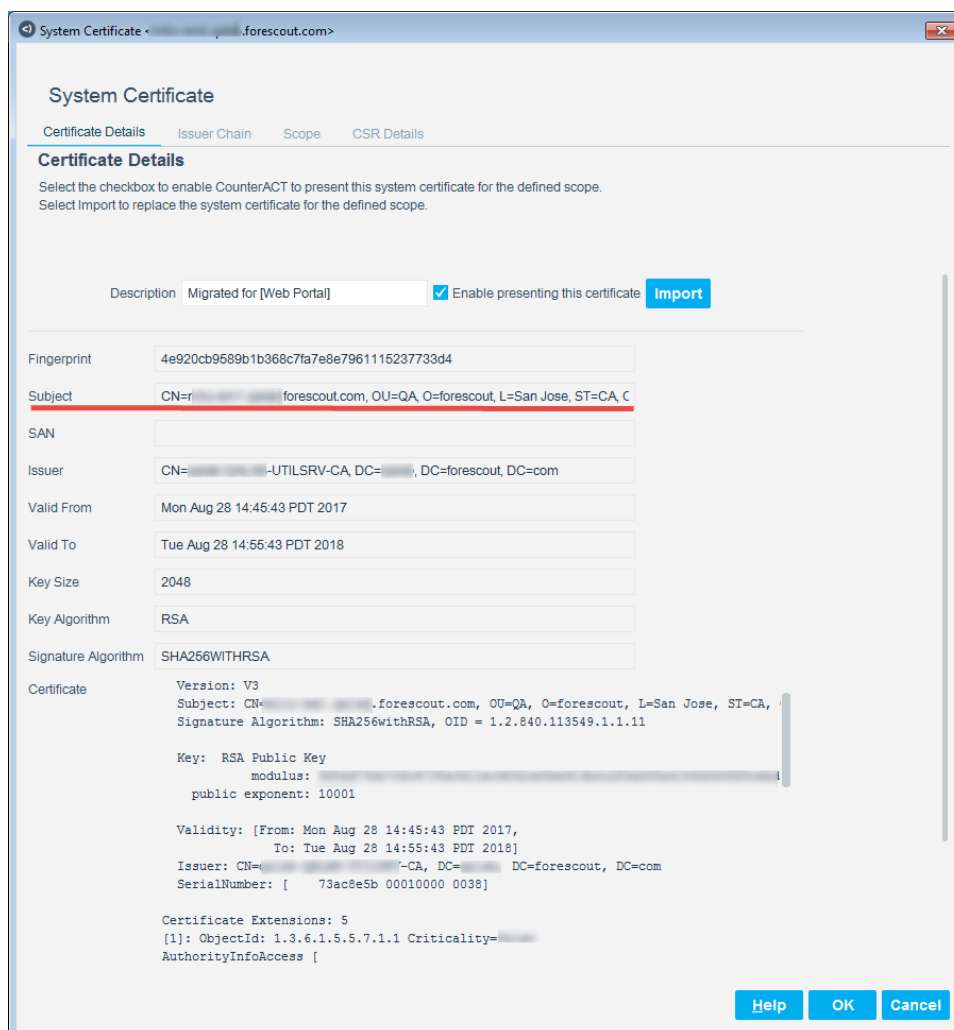 System Certificate < .forescout.com>
System Certificate
Certificate Details Issuer Chain Scope CSR Details
Certificate Details
Select the checkbox to enable CounterACT to present this system certificate for the defined scope.
Select Import to replace the system certificate for the defined scope.
Description Migrated for [Web Portal] Enable presenting this certificate Import
Fingerprint 4e920cb9589b1b368c7fa7e8e7961115237733d4
Subject CN= forescout.com, OU=QA, O=forescout, L=San Jose, ST=CA, C
SAN
Issuer CN= -UTILSRV-CA, DC= , DC=forescout, DC=com
Valid From Mon Aug 28 14:45:43 PDT 2017
Valid To Tue Aug 28 14:55:43 PDT 2018
Key Size 2048
Key Algorithm RSA
Signature Algorithm SHA256WITHRSA
Certificate Version: V3
Subject: CN= .forescout.com, OU=QA, O=forescout, L=San Jose, ST=CA,
Signature Algorithm: SHA256withRSA, OID = 1.2.840.113549.1.1.11
Key: RSA Public Key
modulus:
public exponent: 10001
Validity: [From: Mon Aug 28 14:45:43 PDT 2017,
To: Tue Aug 28 14:55:43 PDT 2018]
Issuer: CN= -CA, DC= , DC=forescout, DC=com
SerialNumber: [ 73ac8e5b 00010000 0038]
Certificate Extensions: 5
[1]: ObjectId: 1.3.6.1.5.5.7.1.1 Criticality=
AuthorityInfoAccess [
Help OK Cancel